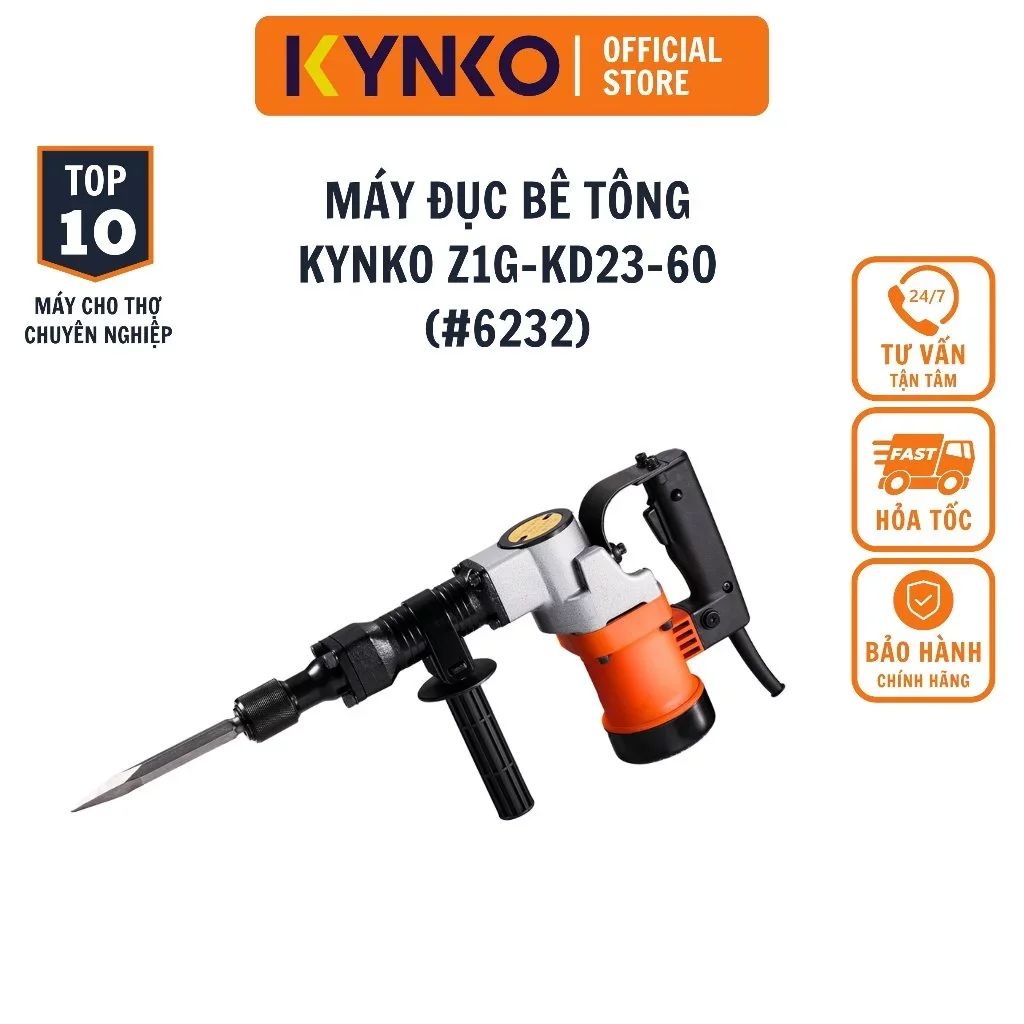 KYNKO
OFFICIAL
STORE
TOP
10
MÁY CHO THỢ
CHUYÊN NGHIỆP
MÁY ĐỤC BÊ TÔNG
KYNKO Z1G-KD23-60
(#6232)
24/7
TƯ VẤN
TẬN TÂM
FAST
HỎA TỐC
BẢO HÀNH
CHÍNH HÃNG